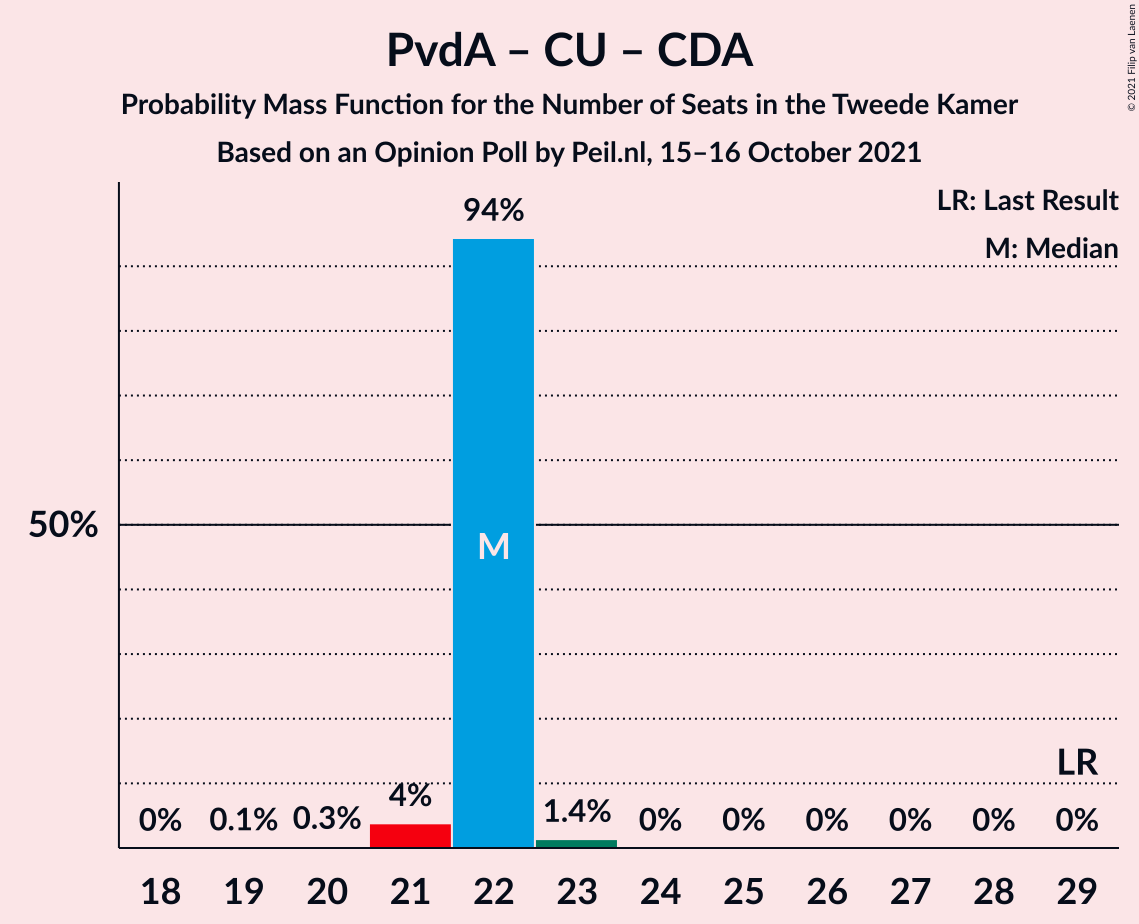 PvdA – CU – CDA
Probability Mass Function for the Number of Seats in the Tweede Kamer
Based on an Opinion Poll by Peil.nl, 15–16 October 2021
© 2021 Filip van Laenen
LR: Last Result
M: Median
94%
50%
M
LR
0% 0.1% 0.3% 4% 1.4% 0% 0% 0% 0% 0% 0%
18 19 20 21 22 23 24 25 26 27 28 29